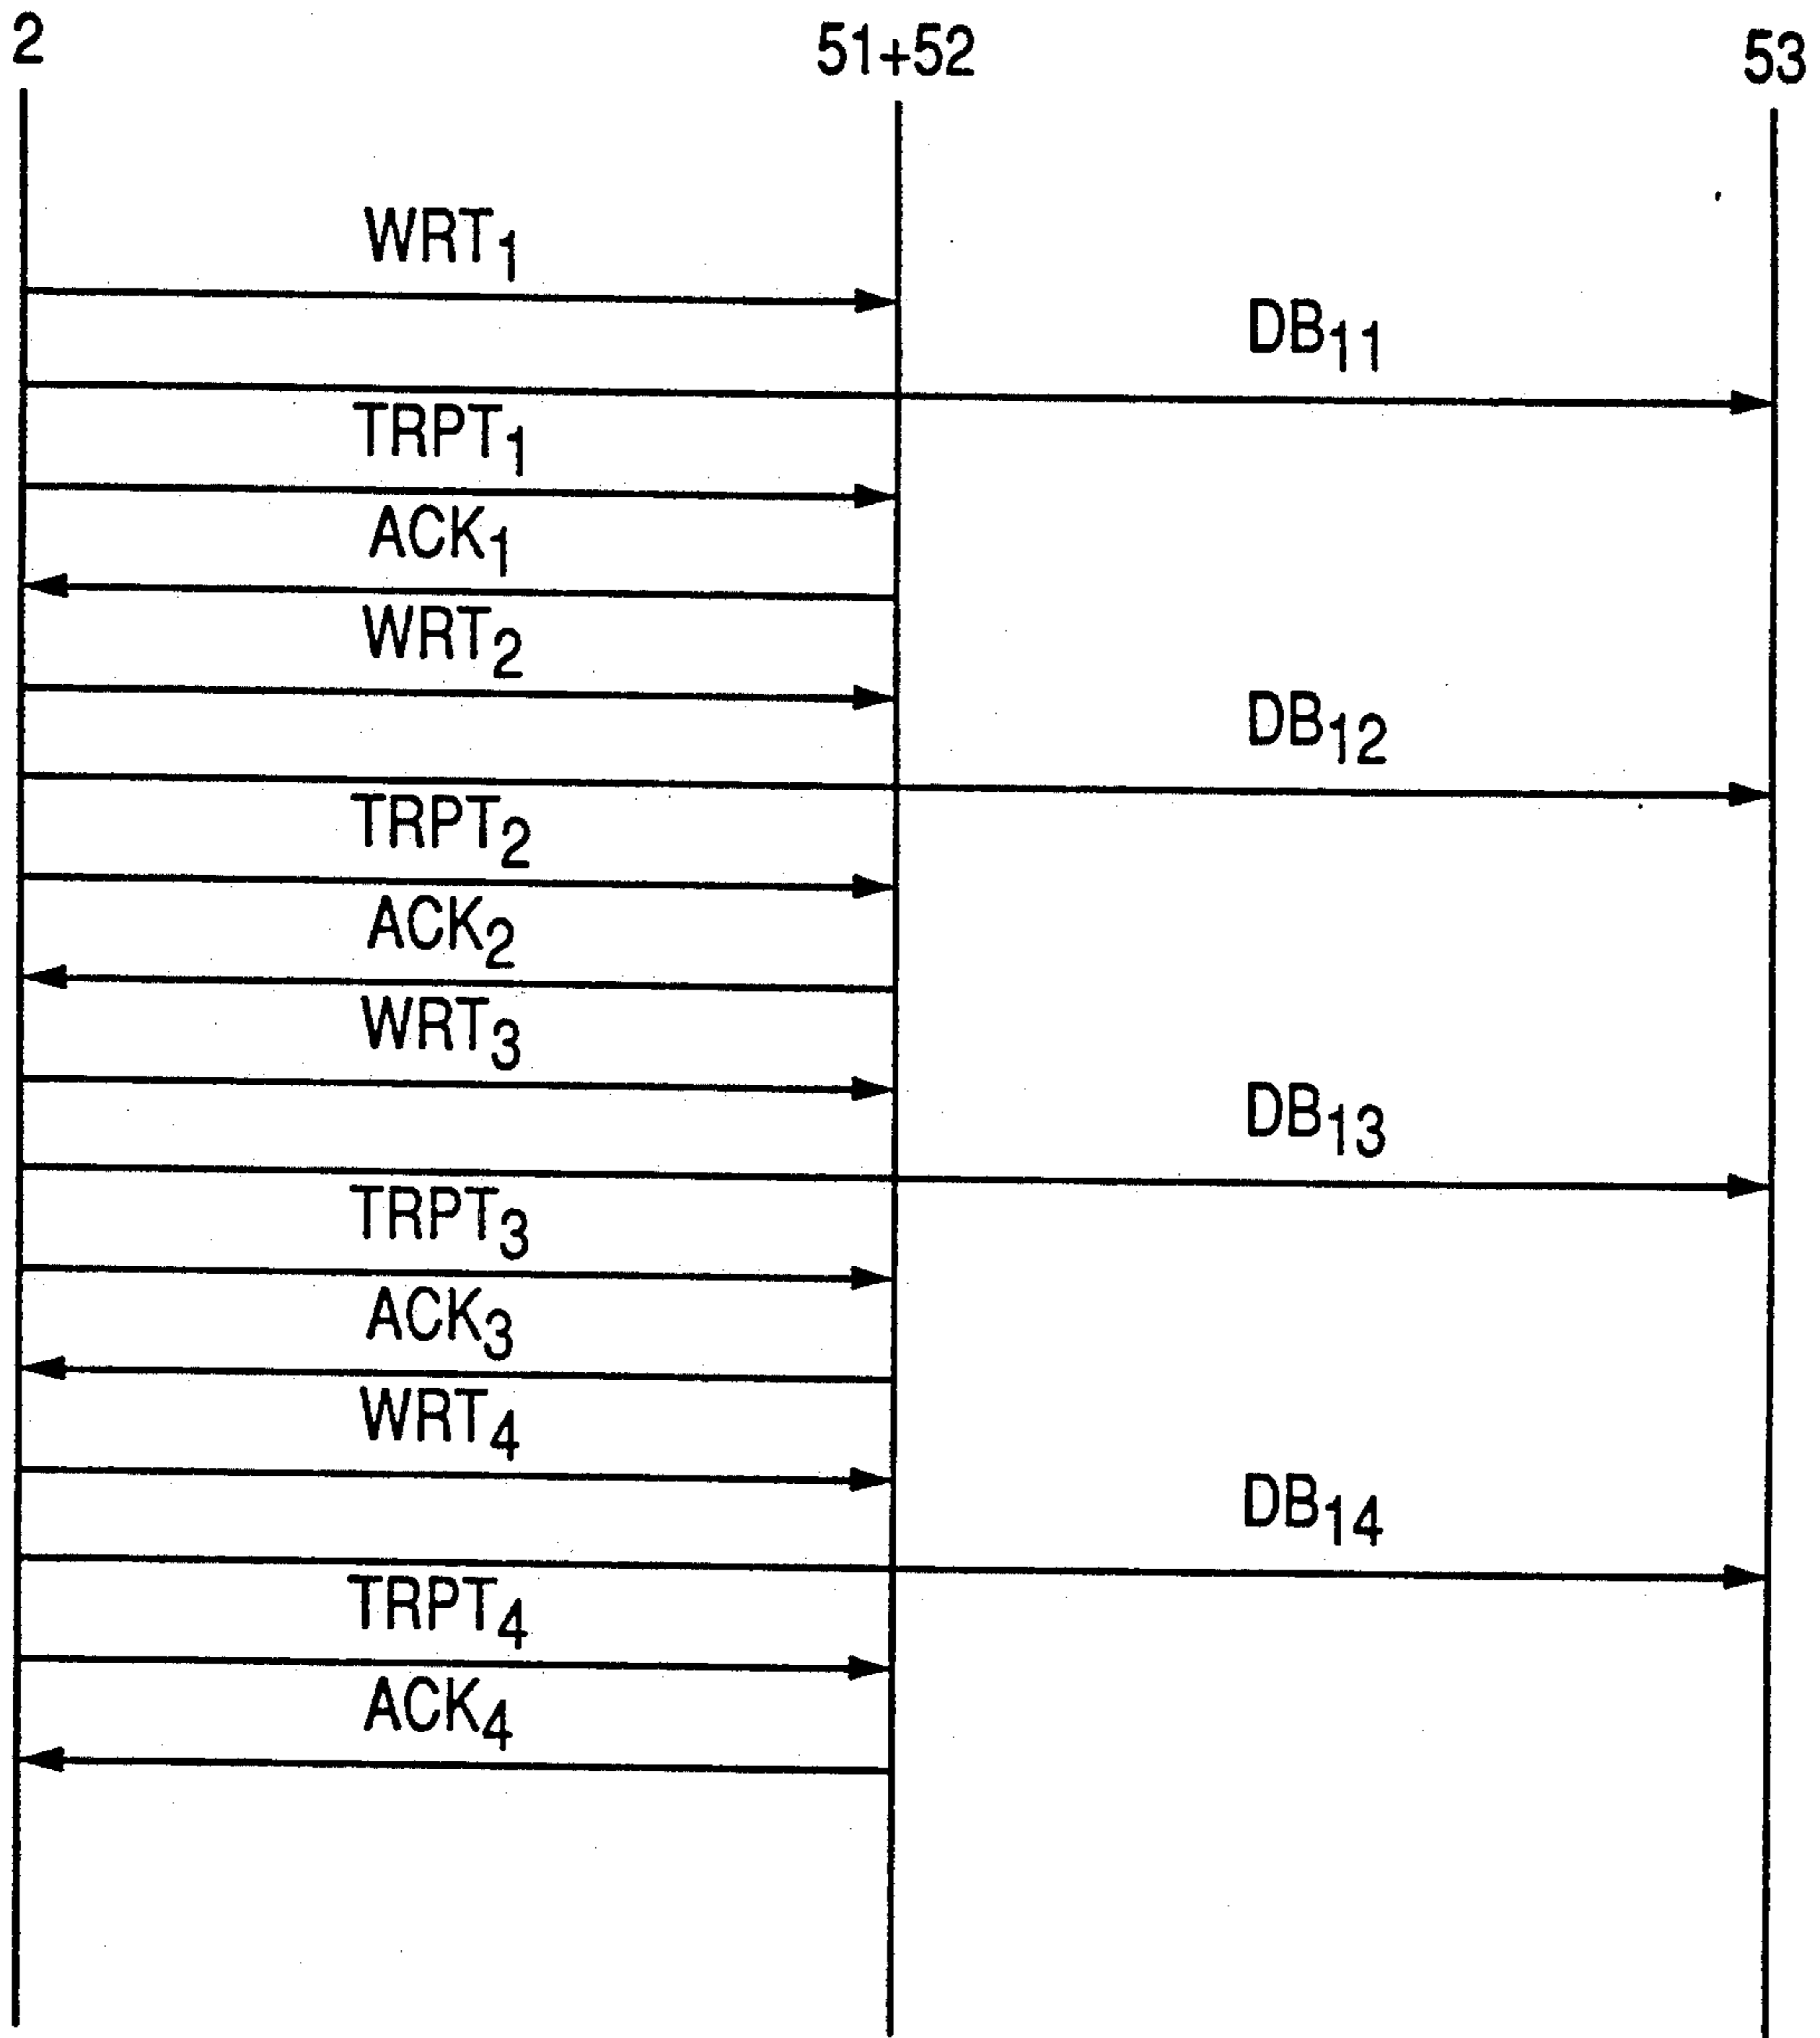 2 51+52 53
WRT₁
DB₁₁
TRPT₁
ACK₁
WRT₂
DB₁₂
TRPT₂
ACK₂
WRT₃
DB₁₃
TRPT₃
ACK₃
WRT₄
DB₁₄
TRPT₄
ACK₄